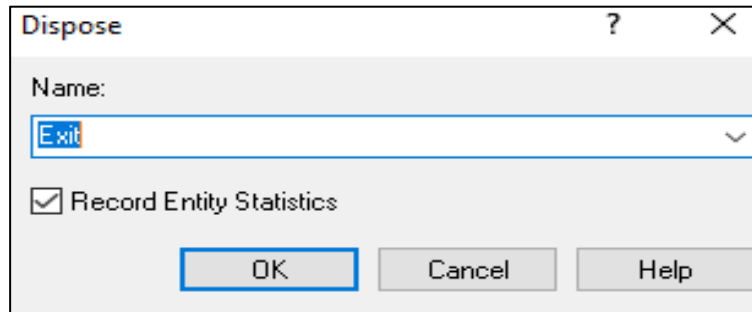 Dispose ?
Name:
Exit
Record Entity Statistics
OK Cancel Help